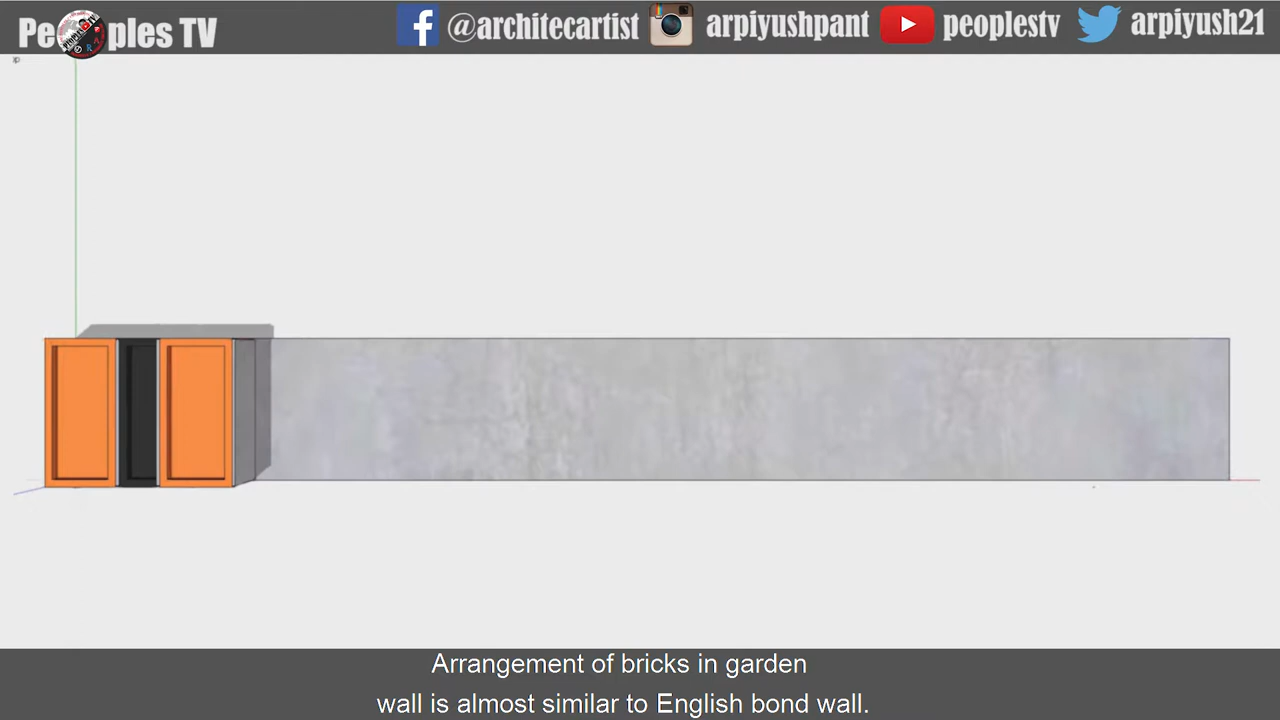 Peoples TV
@architecartist
arpiyushpant
peoplestv
arpiyush21
Arrangement of bricks in garden
wall is almost similar to English bond wall.